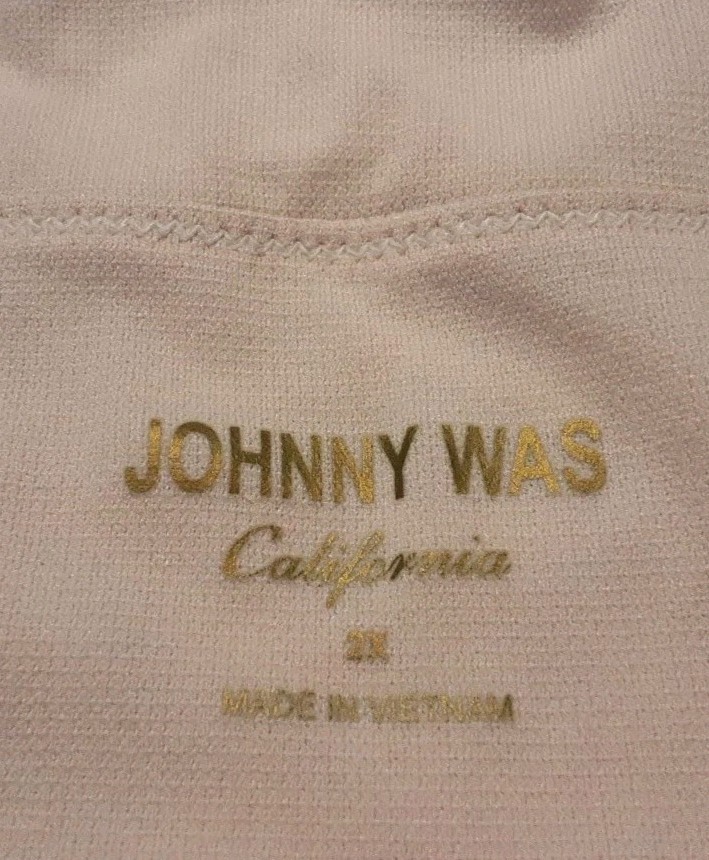 JOHNNY WAS
California
2X
MADE IN VIETNAM